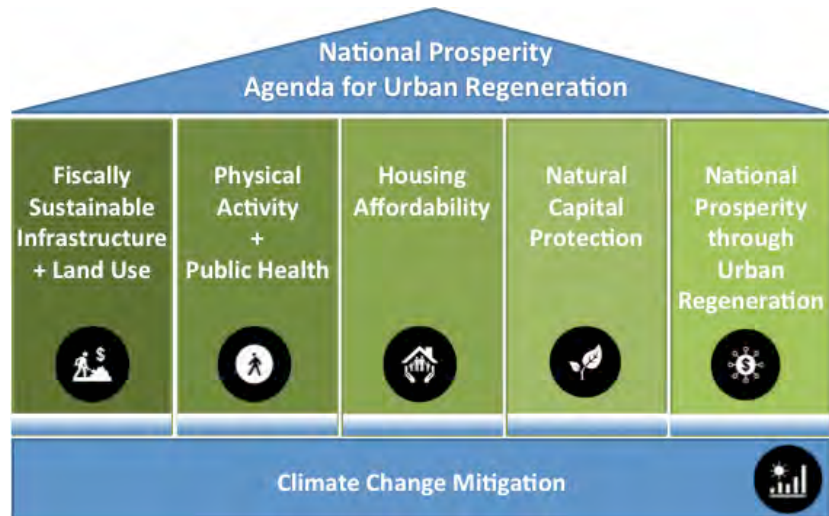 National Prosperity
Agenda for Urban Regeneration
Fiscally
Sustainable
Infrastructure
+ Land Use
Physical
Activity
+
Public Health
Housing
Affordability
Natural
Capital
Protection
National
Prosperity
through
Urban
Regeneration
$
$
Climate Change Mitigation